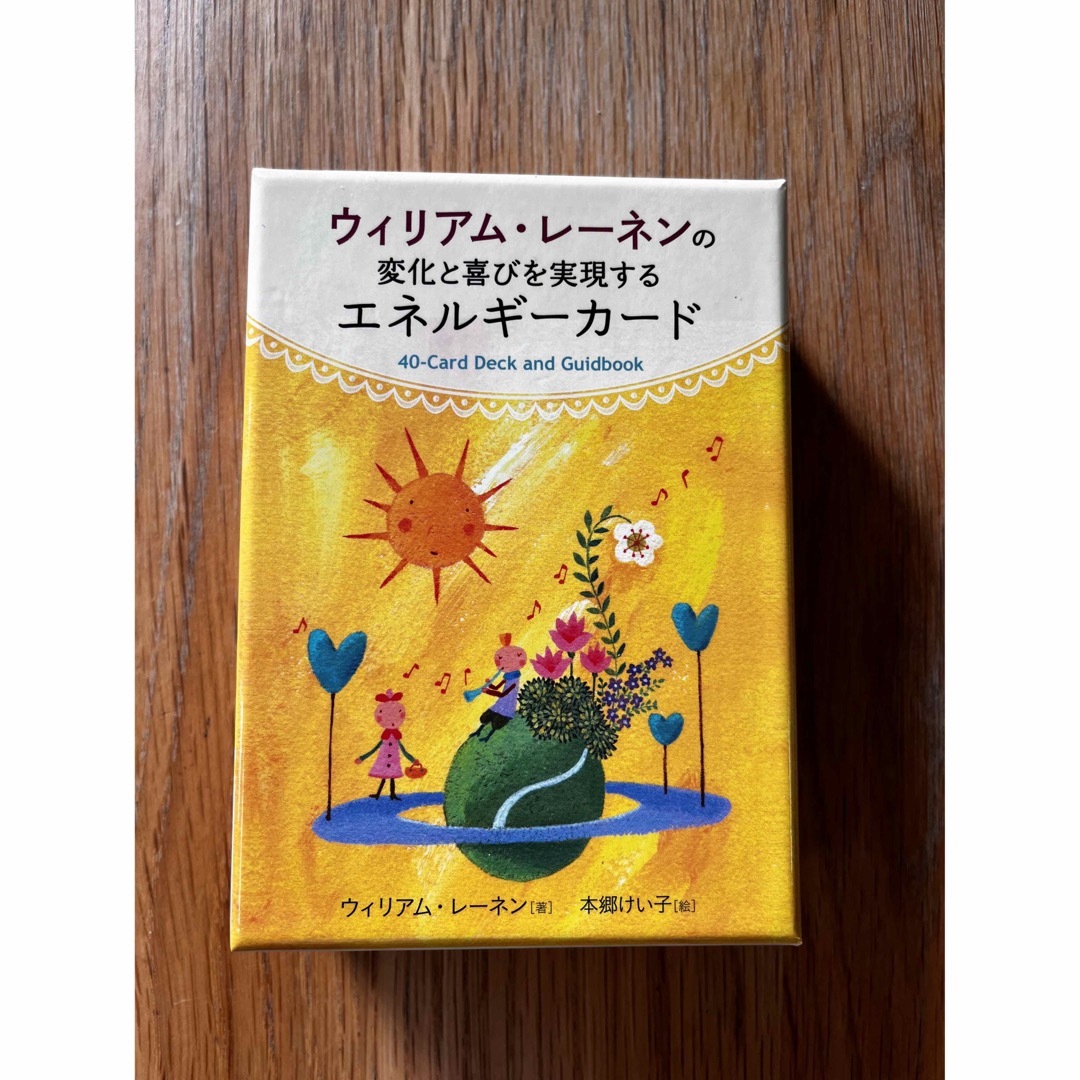 ウィリアム・レーネンの
変化と喜びを実現する
エネルギーカード
40-Card Deck and Guidbook
ウィリアム・レーネン[著] 本郷けい子[絵]